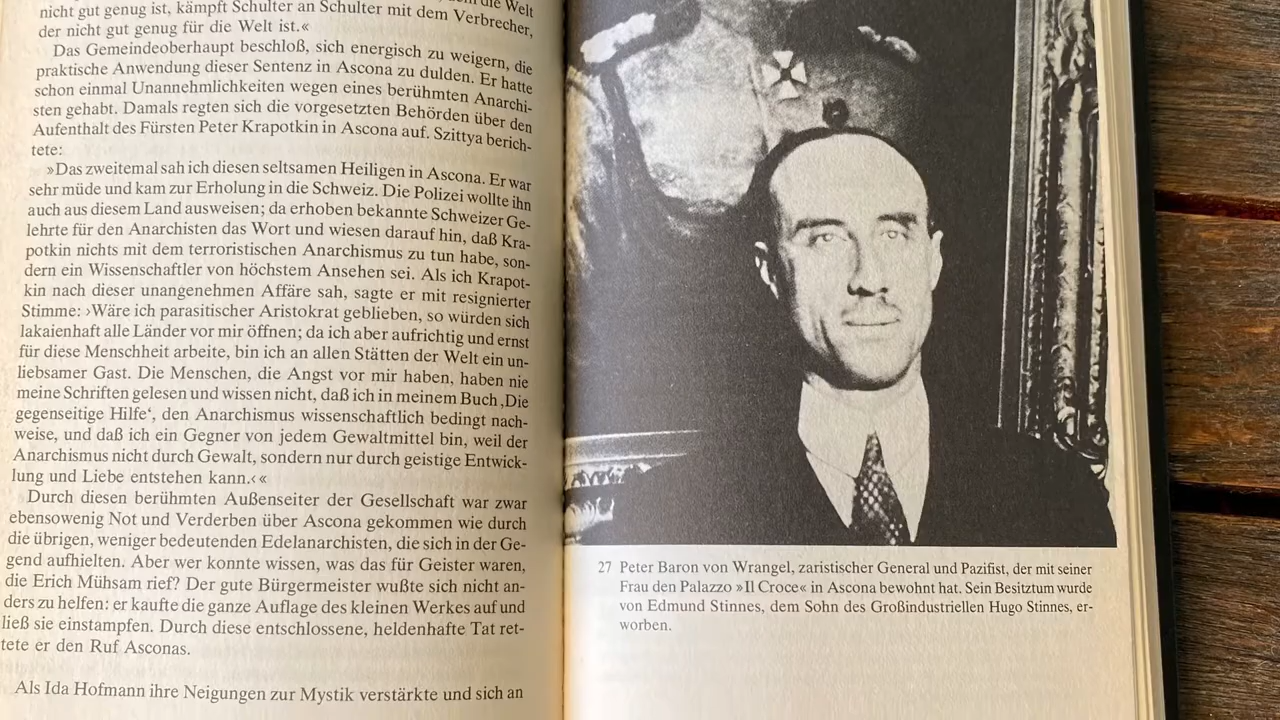 die Welt
nicht gut genug ist, kämpft Schulter an Schulter mit dem Verbrecher,
der nicht gut genug für die Welt ist.«
Das Gemeindeoberhaupt beschloß, sich energisch zu weigern, die
praktische Anwendung dieser Sentenz in Ascona zu dulden. Er hatte
schon einmal Unannehmlichkeiten wegen eines berühmten Anarchi-
sten gehabt. Damals regten sich die vorgesetzten Behörden über den
Aufenthalt des Fürsten Peter Krapotkin in Ascona auf. Szittya berich-
tete:
»Das zweitemal sah ich diesen seltsamen Heiligen in Ascona. Er war
sehr müde und kam zur Erholung in die Schweiz. Die Polizei wollte ihn
auch aus diesem Land ausweisen; da erhoben bekannte Schweizer Ge-
lehrte für den Anarchisten das Wort und wiesen darauf hin, daß Kra-
potkin nichts mit dem terroristischen Anarchismus zu tun habe, son-
dern ein Wissenschaftler von höchstem Ansehen sei. Als ich Krapot-
kin nach dieser unangenehmen Affäre sah, sagte er mit resignierter
Stimme: ›Wäre ich parasitischer Aristokrat geblieben, so würden sich
lakaienhaft alle Länder vor mir öffnen; da ich aber aufrichtig und ernst
für diese Menschheit arbeite, bin ich an allen Stätten der Welt ein un-
liebsamer Gast. Die Menschen, die Angst vor mir haben, haben nie
meine Schriften gelesen und wissen nicht, daß ich in meinem Buch ‚Die
gegenseitige Hilfe‘, den Anarchismus wissenschaftlich bedingt nach-
weise, und daß ich ein Gegner von jedem Gewaltmittel bin, weil der
Anarchismus nicht durch Gewalt, sondern nur durch geistige Entwick-
lung und Liebe entstehen kann.‹«
Durch diesen berühmten Außenseiter der Gesellschaft war zwar
ebensowenig Not und Verderben über Ascona gekommen wie durch
die übrigen, weniger bedeutenden Edelanarchisten, die sich in der Ge-
gend aufhielten. Aber wer konnte wissen, was das für Geister waren,
die Erich Mühsam rief? Der gute Bürgermeister wußte sich nicht an-
ders zu helfen: er kaufte die ganze Auflage des kleinen Werkes auf und
ließ sie einstampfen. Durch diese entschlossene, heldenhafte Tat ret-
tete er den Ruf Asconas.
Als Ida Hofmann ihre Neigungen zur Mystik verstärkte und sich an
27 Peter Baron von Wrangel, zaristischer General und Pazifist, der mit seiner
Frau den Palazzo »Il Croce« in Ascona bewohnt hat. Sein Besitztum wurde
von Edmund Stinnes, dem Sohn des Großindustriellen Hugo Stinnes, er-
worben.